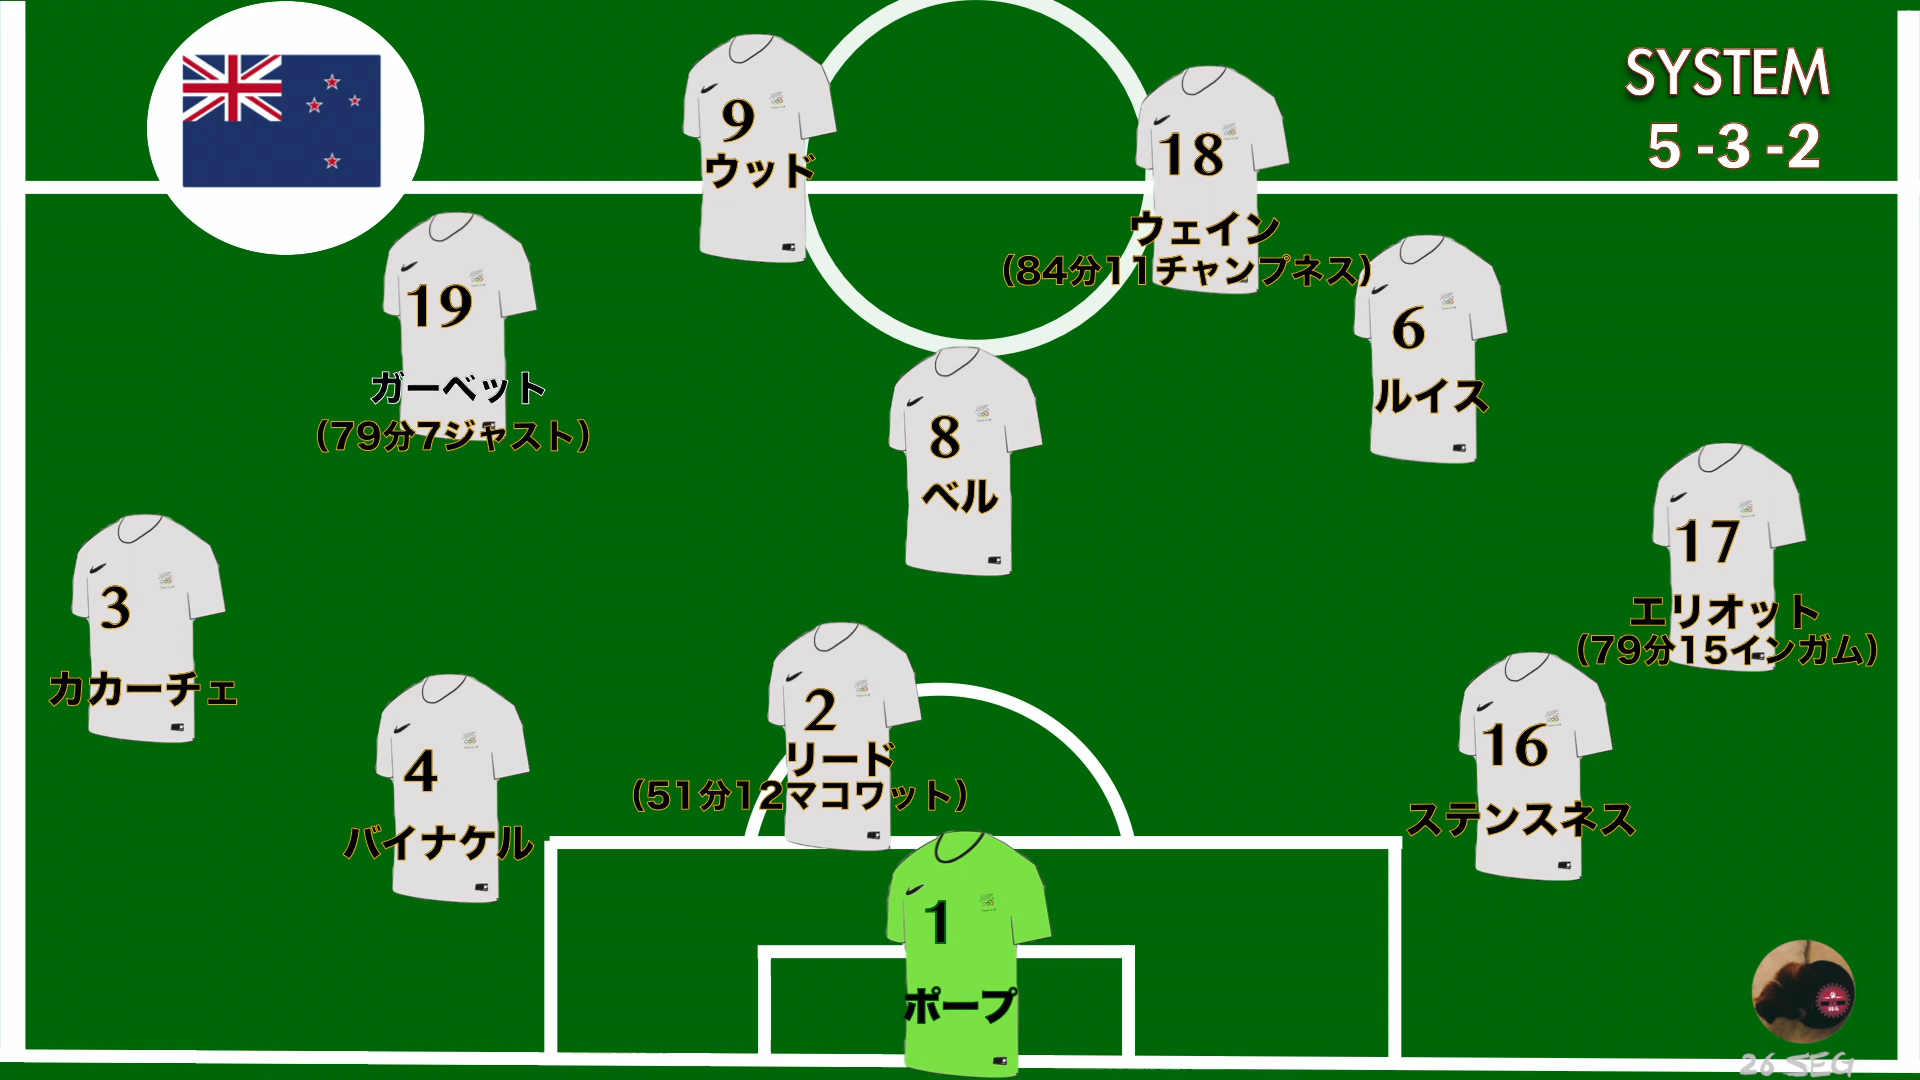 SYSTEM
5 -3 -2
9
ウッド
18
ウェイン
(84分11チャンプネス)
19
ガーベット
(79分7ジャスト)
6
ルイス
8
ベル
3
カカーチェ
17
エリオット
(79分15インガム)
4
バイナケル
2
リード
(51分12マコワット)
16
ステンスネス
1
ポープ
26 SEG